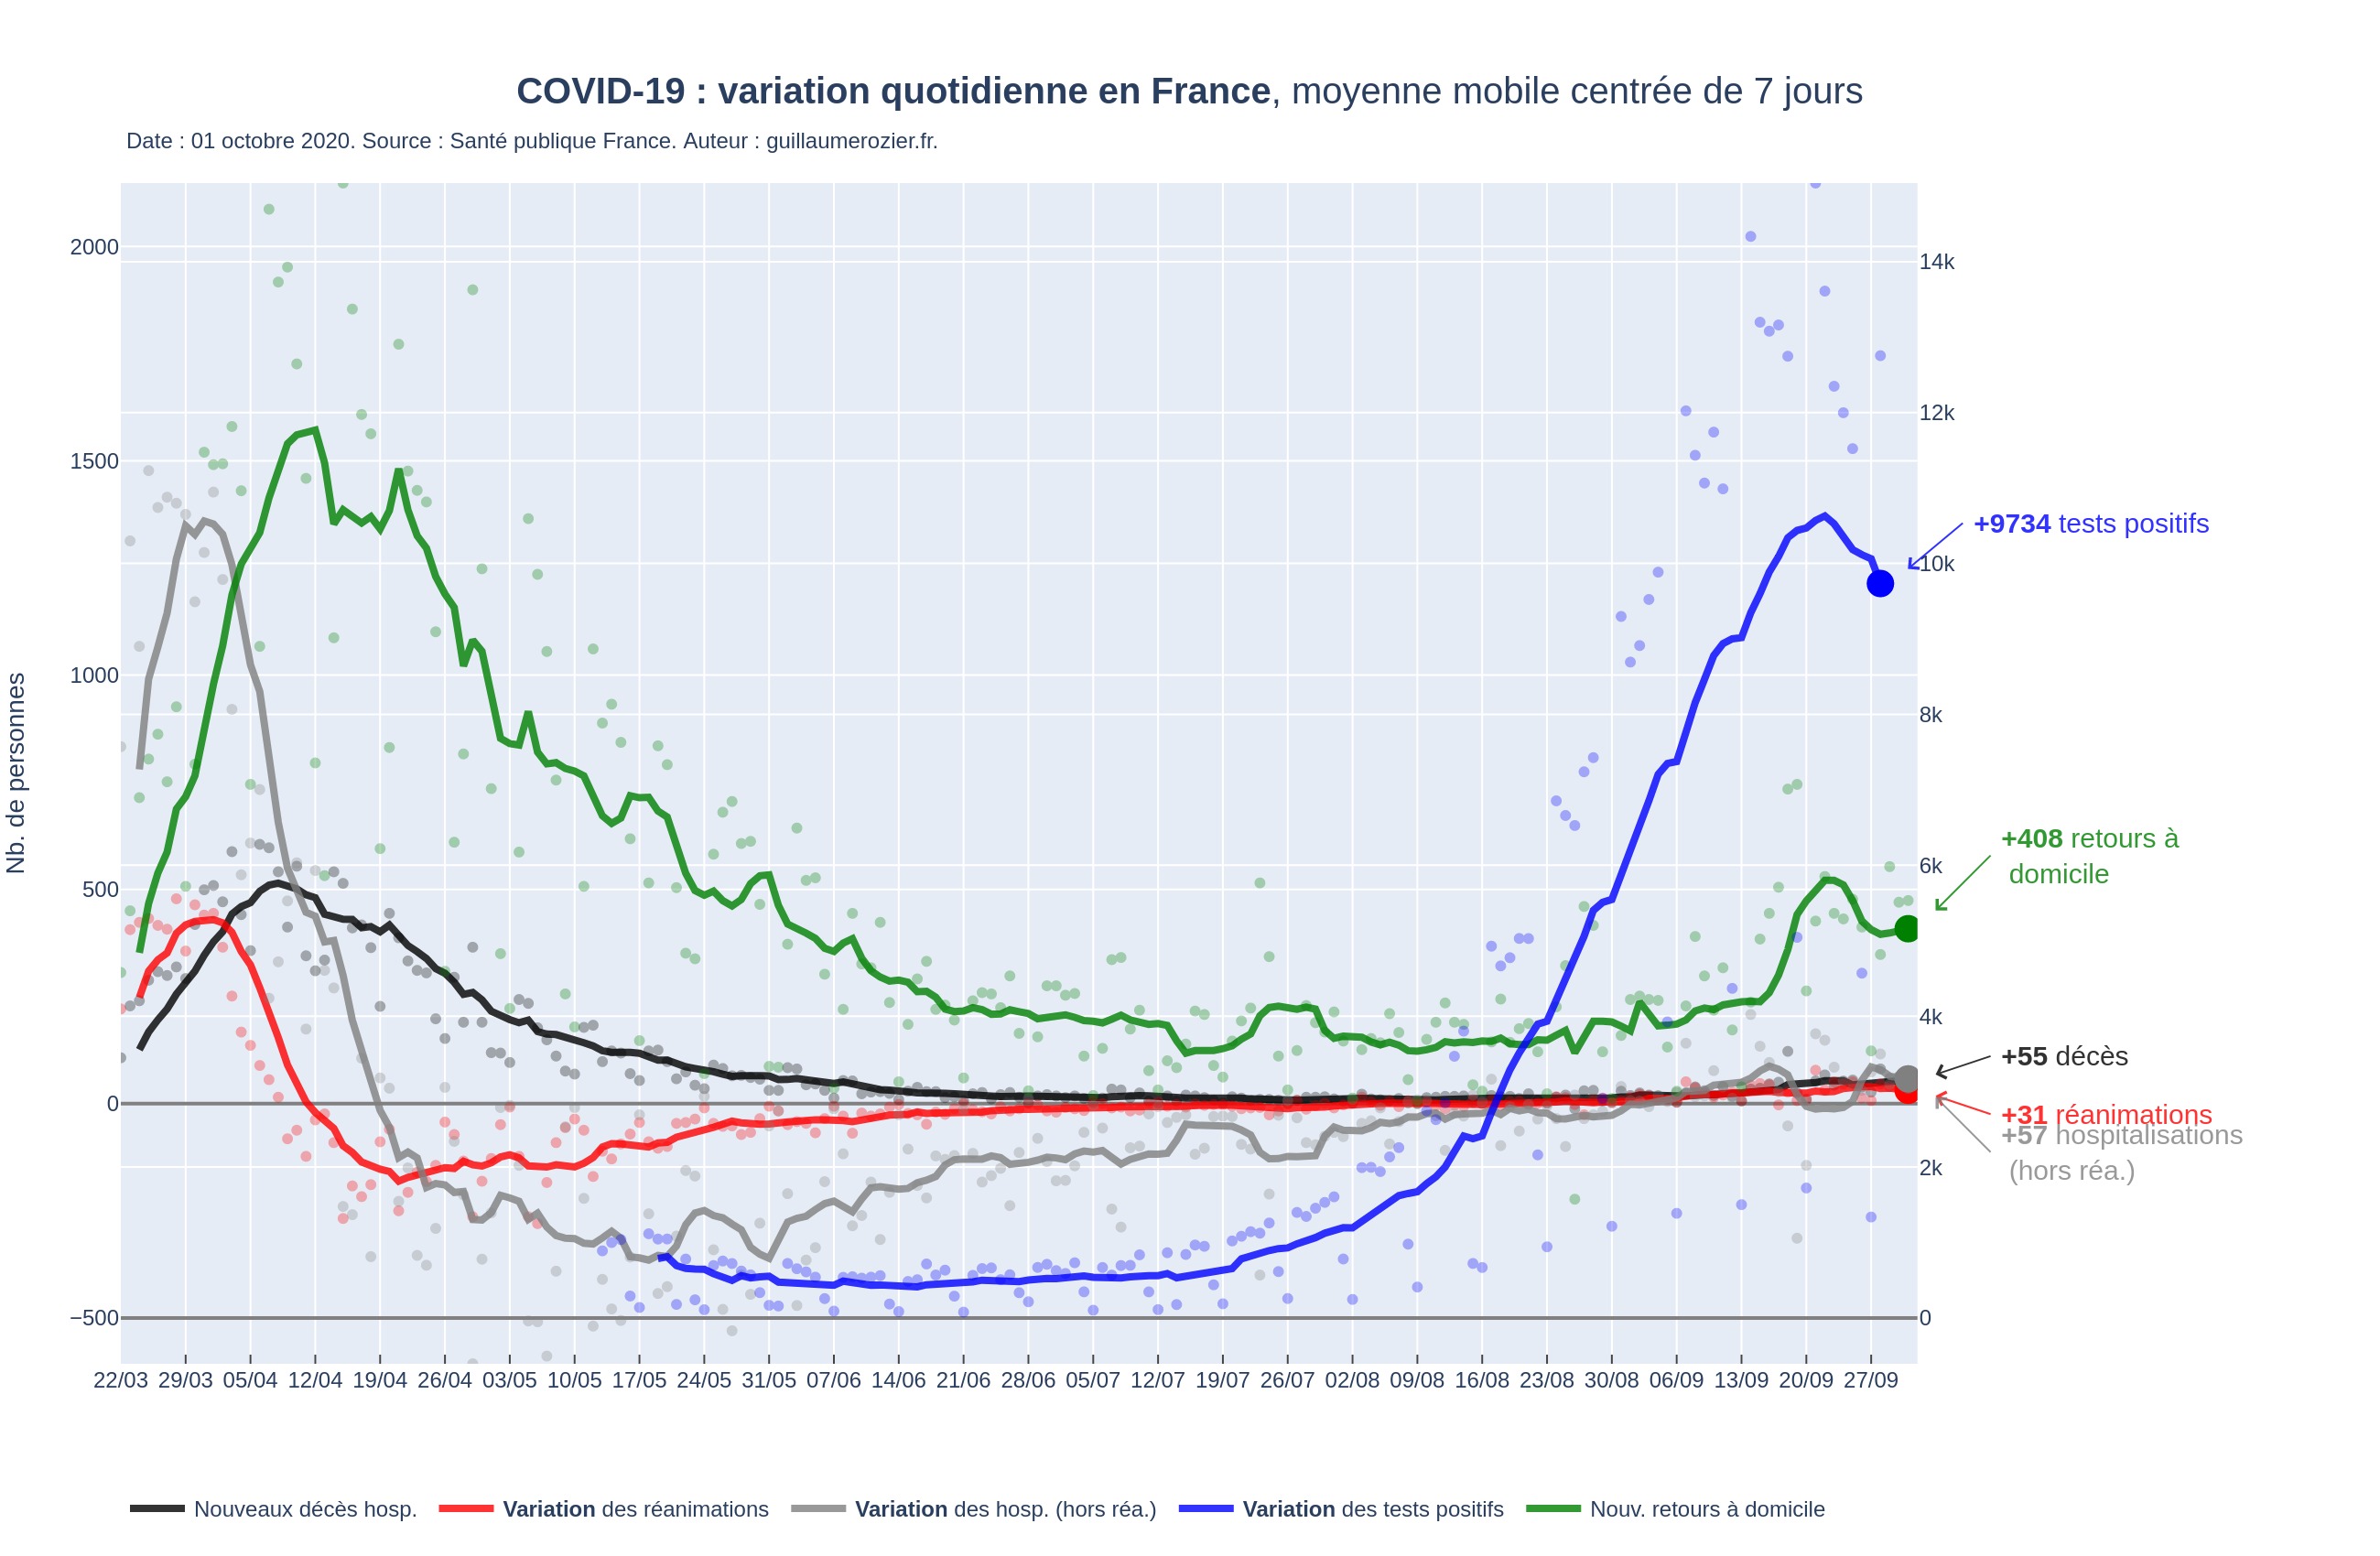 COVID-19 : variation quotidienne en France, moyenne mobile centrée de 7 jours
Date : 01 octobre 2020. Source : Santé publique France. Auteur : guillaumerozier.fr.
Nb. de personnes
2000
1500
1000
500
0
−500
14k
12k
10k
8k
6k
4k
2k
0
+9734 tests positifs
+408 retours à
domicile
+55 décès
+31 réanimations
+57 hospitalisations
(hors réa.)
22/03 29/03 05/04 12/04 19/04 26/04 03/05 10/05 17/05 24/05 31/05 07/06 14/06 21/06 28/06 05/07 12/07 19/07 26/07 02/08 09/08 16/08 23/08 30/08 06/09 13/09 20/09 27/09
Nouveaux décès hosp. Variation des réanimations Variation des hosp. (hors réa.) Variation des tests positifs Nouv. retours à domicile